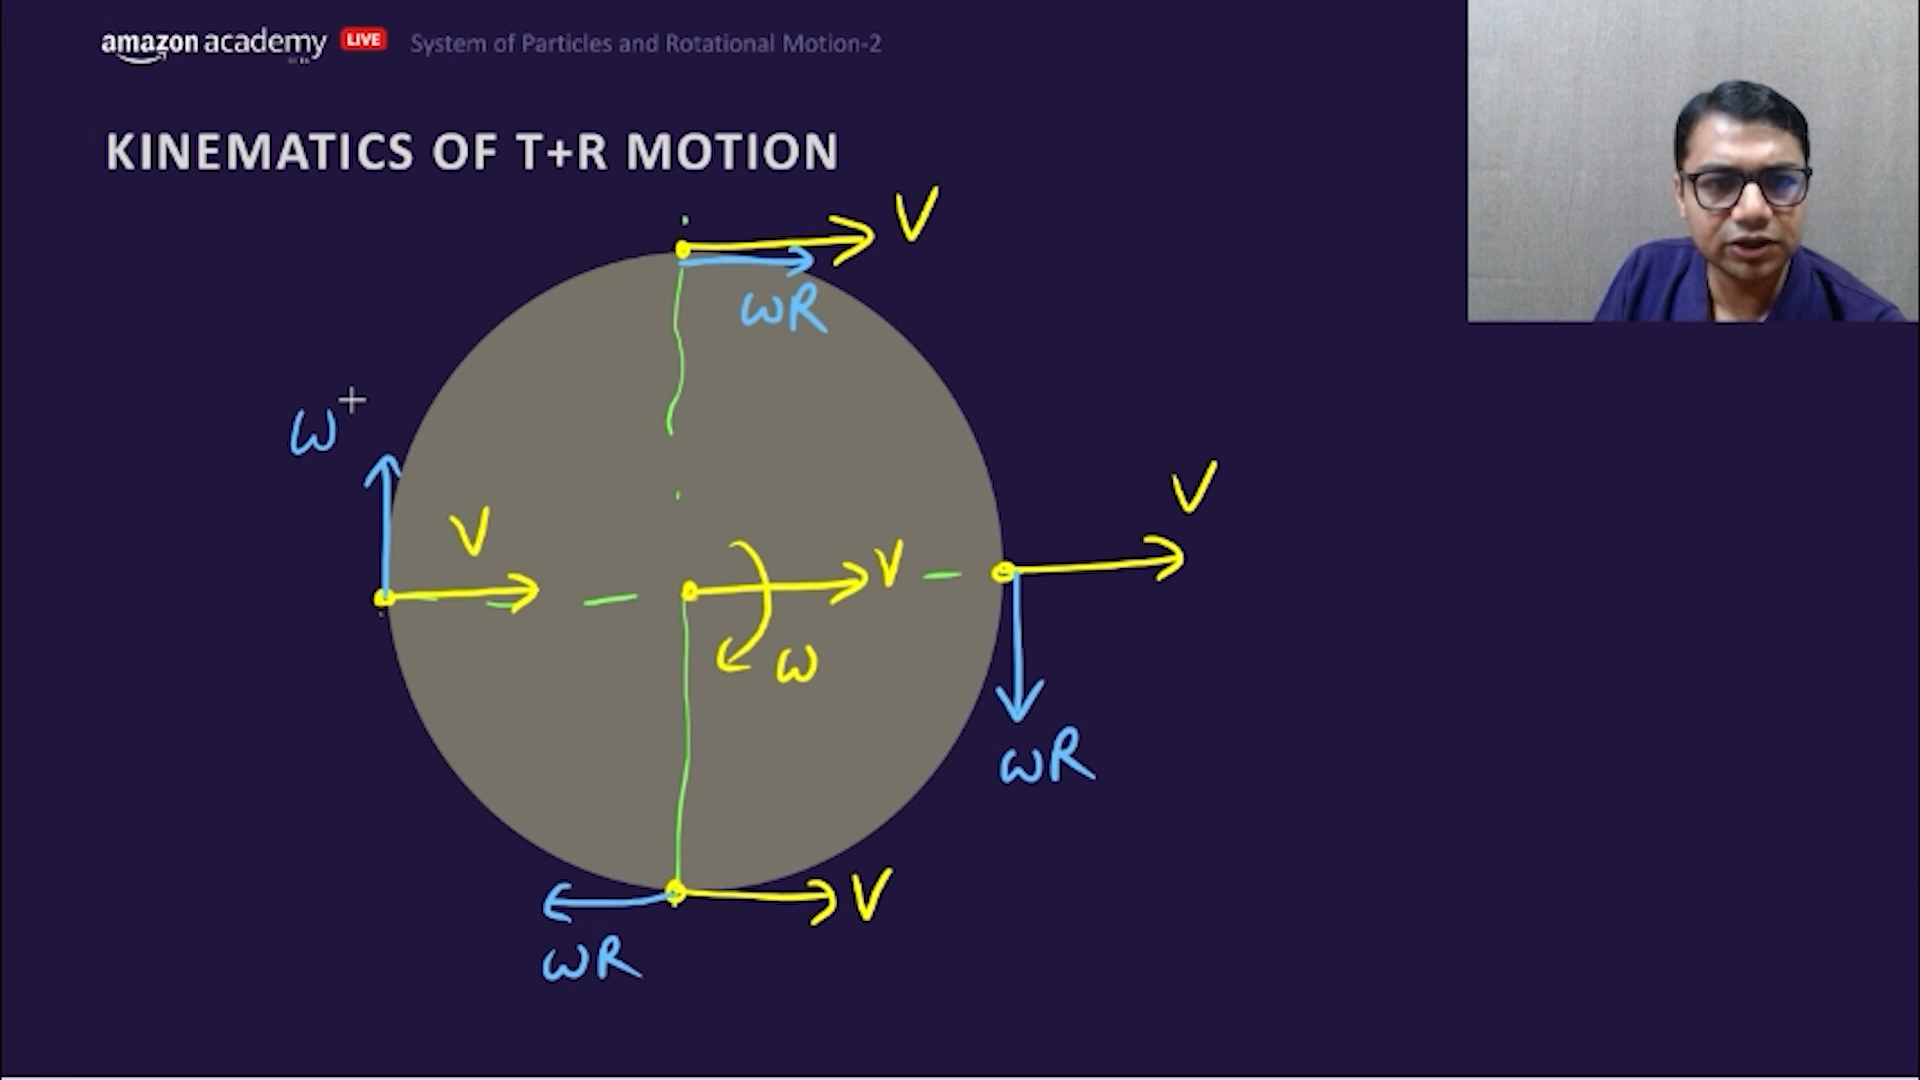 amazon academy LIVE System of Particles and Rotational Motion-2
KINEMATICS OF T+R MOTION
V
ωR
ω
V
V
V
ω
ωR
V
ωR